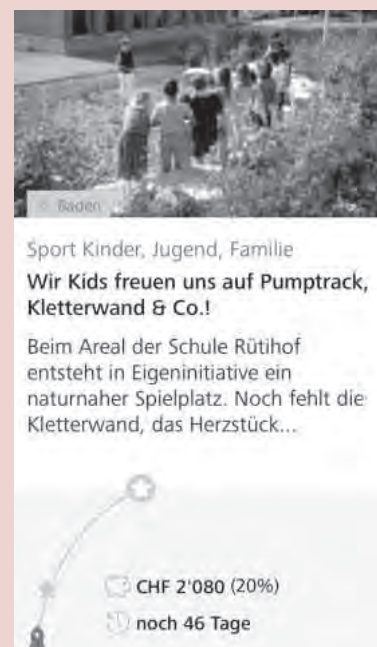 Baden
Sport Kinder, Jugend, Familie
Wir Kids freuen uns auf Pumptrack,
Kletterwand & Co.!
Beim Areal der Schule Rütihof
entsteht in Eigeninitiative ein
naturnaher Spielplatz. Noch fehlt die
Kletterwand, das Herzstück...
CHF 2'080 (20%)
noch 46 Tage